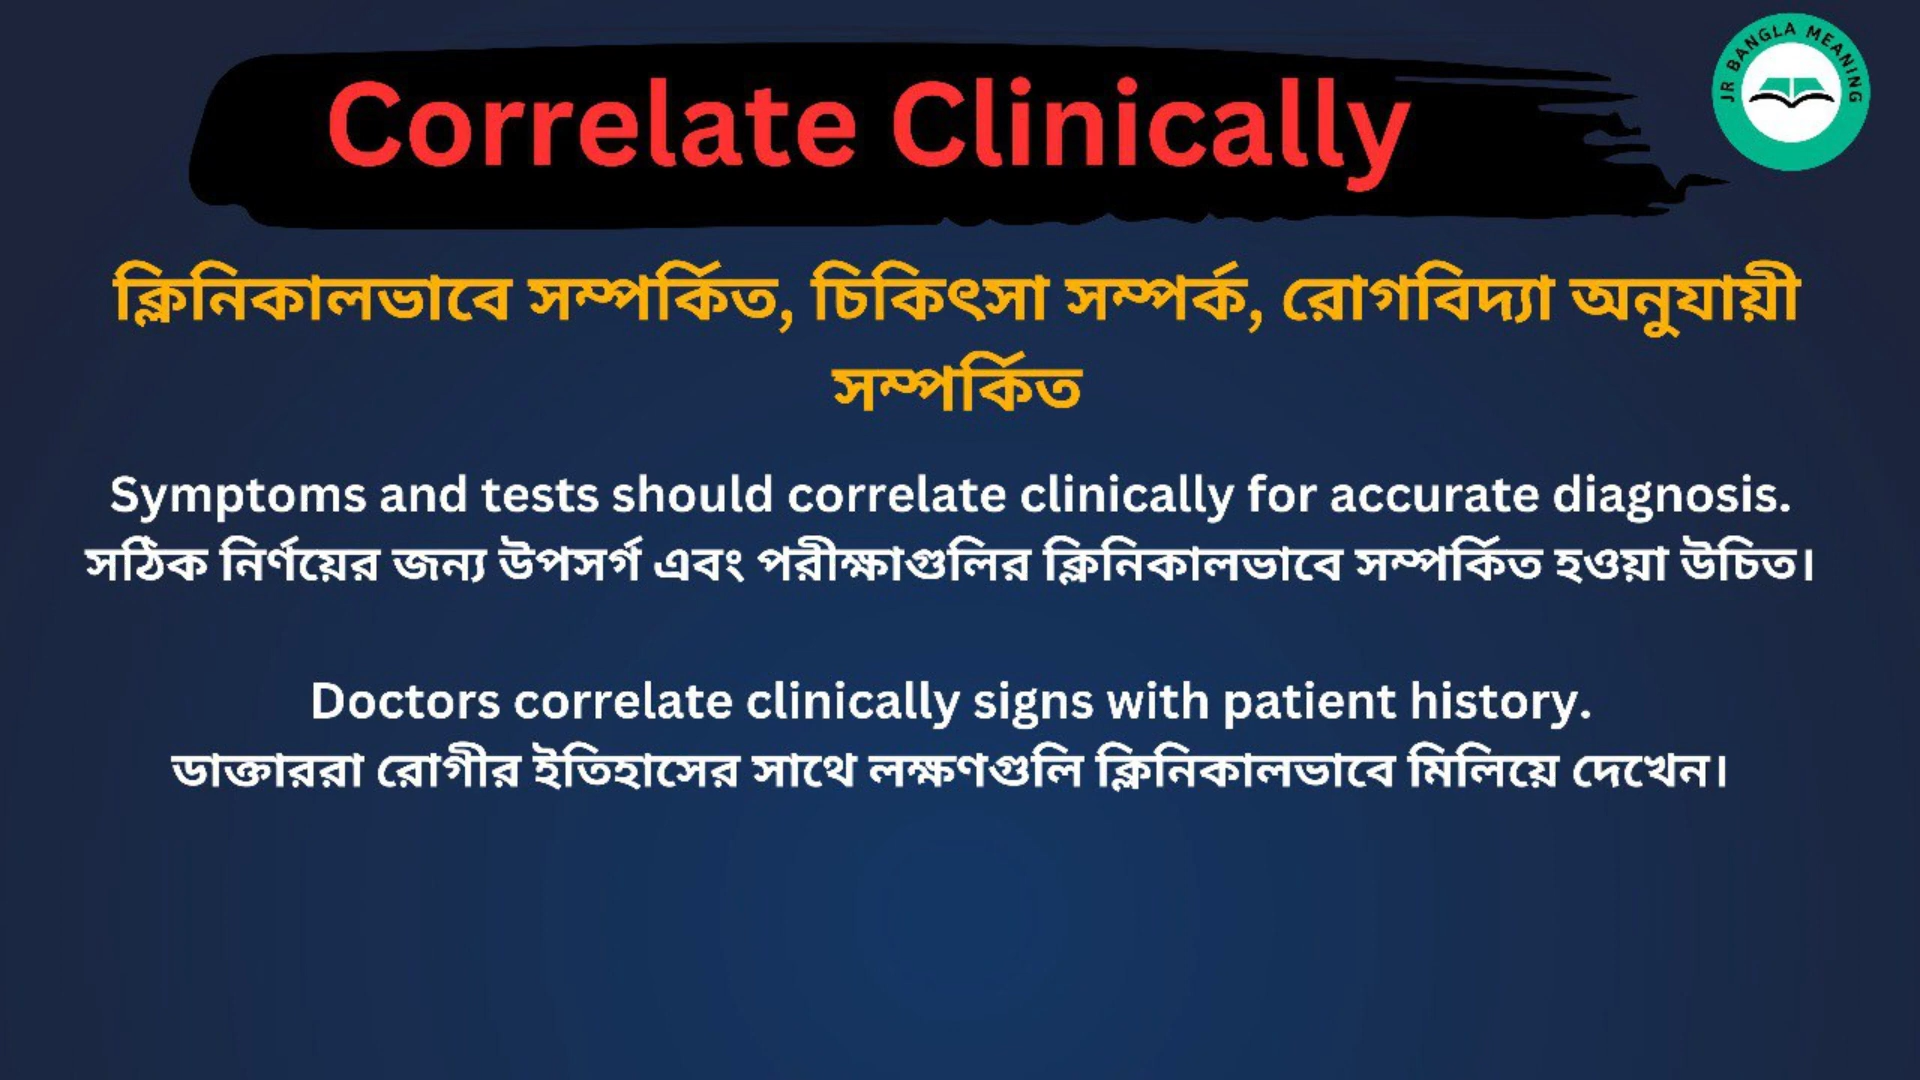 Correlate Clinically
JR BANGLA MEANING
ক্লিনিকালভাবে সম্পর্কিত, চিকিৎসা সম্পর্ক, রোগবিদ্যা অনুযায়ী
সম্পর্কিত
Symptoms and tests should correlate clinically for accurate diagnosis.
সঠিক নির্ণয়ের জন্য উপসর্গ এবং পরীক্ষাগুলির ক্লিনিকালভাবে সম্পর্কিত হওয়া উচিত।
Doctors correlate clinically signs with patient history.
ডাক্তাররা রোগীর ইতিহাসের সাথে লক্ষণগুলি ক্লিনিকালভাবে মিলিয়ে দেখেন।